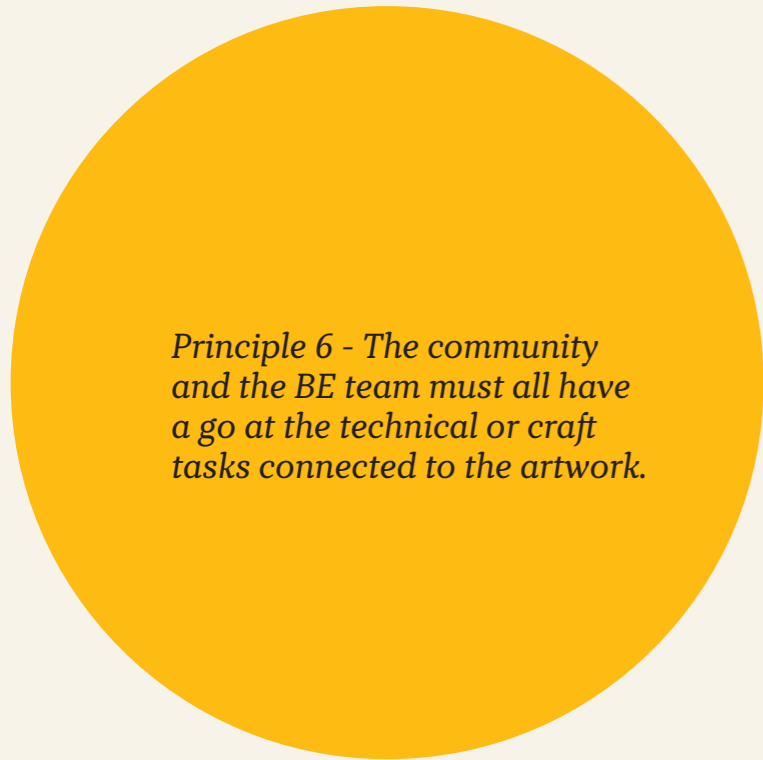 Principle 6 - The community
and the BE team must all have
a go at the technical or craft
tasks connected to the artwork.